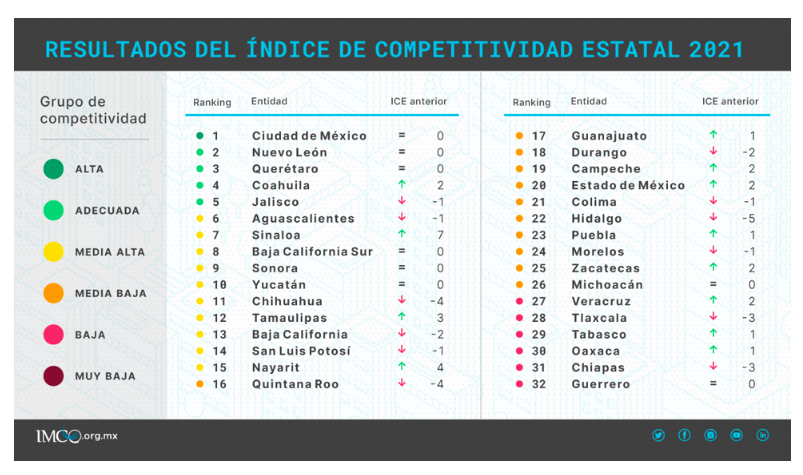 RESULTADOS DEL ÍNDICE DE COMPETITIVIDAD ESTATAL 2021
Grupo de
competitividad
ALTA
ADECUADA
MEDIA ALTA
MEDIA BAJA
BAJA
MUY BAJA
Ranking Entidad ICE anterior
1 Ciudad de México = 0
2 Nuevo León = 0
3 Querétaro = 0
4 Coahuila ↑ 2
5 Jalisco ↓ -1
6 Aguascalientes ↓ -1
7 Sinaloa ↑ 7
8 Baja California Sur = 0
9 Sonora = 0
10 Yucatán = 0
11 Chihuahua ↓ -4
12 Tamaulipas ↑ 3
13 Baja California ↓ -2
14 San Luis Potosí ↓ -1
15 Nayarit ↑ 4
16 Quintana Roo ↓ -4
Ranking Entidad ICE anterior
17 Guanajuato ↑ 1
18 Durango ↓ -2
19 Campeche ↑ 2
20 Estado de México ↑ 2
21 Colima ↓ -1
22 Hidalgo ↓ -5
23 Puebla ↑ 1
24 Morelos ↓ -1
25 Zacatecas ↑ 2
26 Michoacán = 0
27 Veracruz ↑ 2
28 Tlaxcala ↓ -3
29 Tabasco ↑ 1
30 Oaxaca ↑ 1
31 Chiapas ↓ -3
32 Guerrero = 0
IMCO.org.mx